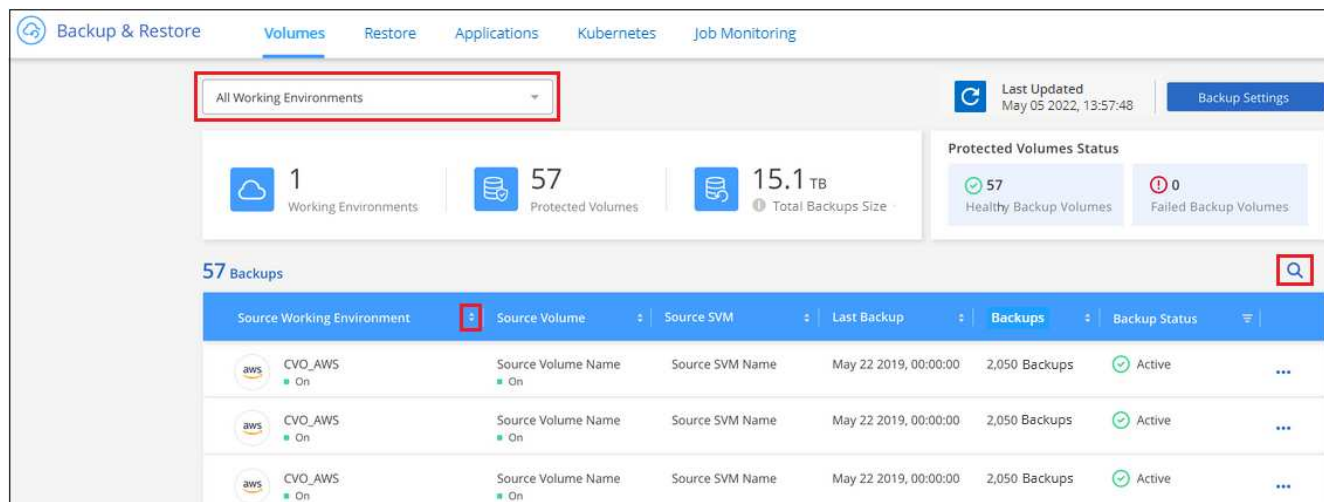 Backup & Restore Volumes Restore Applications Kubernetes Job Monitoring
All Working Environments
Last Updated
May 05 2022, 13:57:48
Backup Settings
1
Working Environments
57
Protected Volumes
15.1 TB
Total Backups Size
Protected Volumes Status
57
Healthy Backup Volumes
0
Failed Backup Volumes
57 Backups
Source Working Environment Source Volume Source SVM Last Backup Backups Backup Status
aws CVO_AWS Source Volume Name Source SVM Name May 22 2019, 00:00:00 2,050 Backups Active
On On
aws CVO_AWS Source Volume Name Source SVM Name May 22 2019, 00:00:00 2,050 Backups Active
On On
aws CVO_AWS Source Volume Name Source SVM Name May 22 2019, 00:00:00 2,050 Backups Active
On On